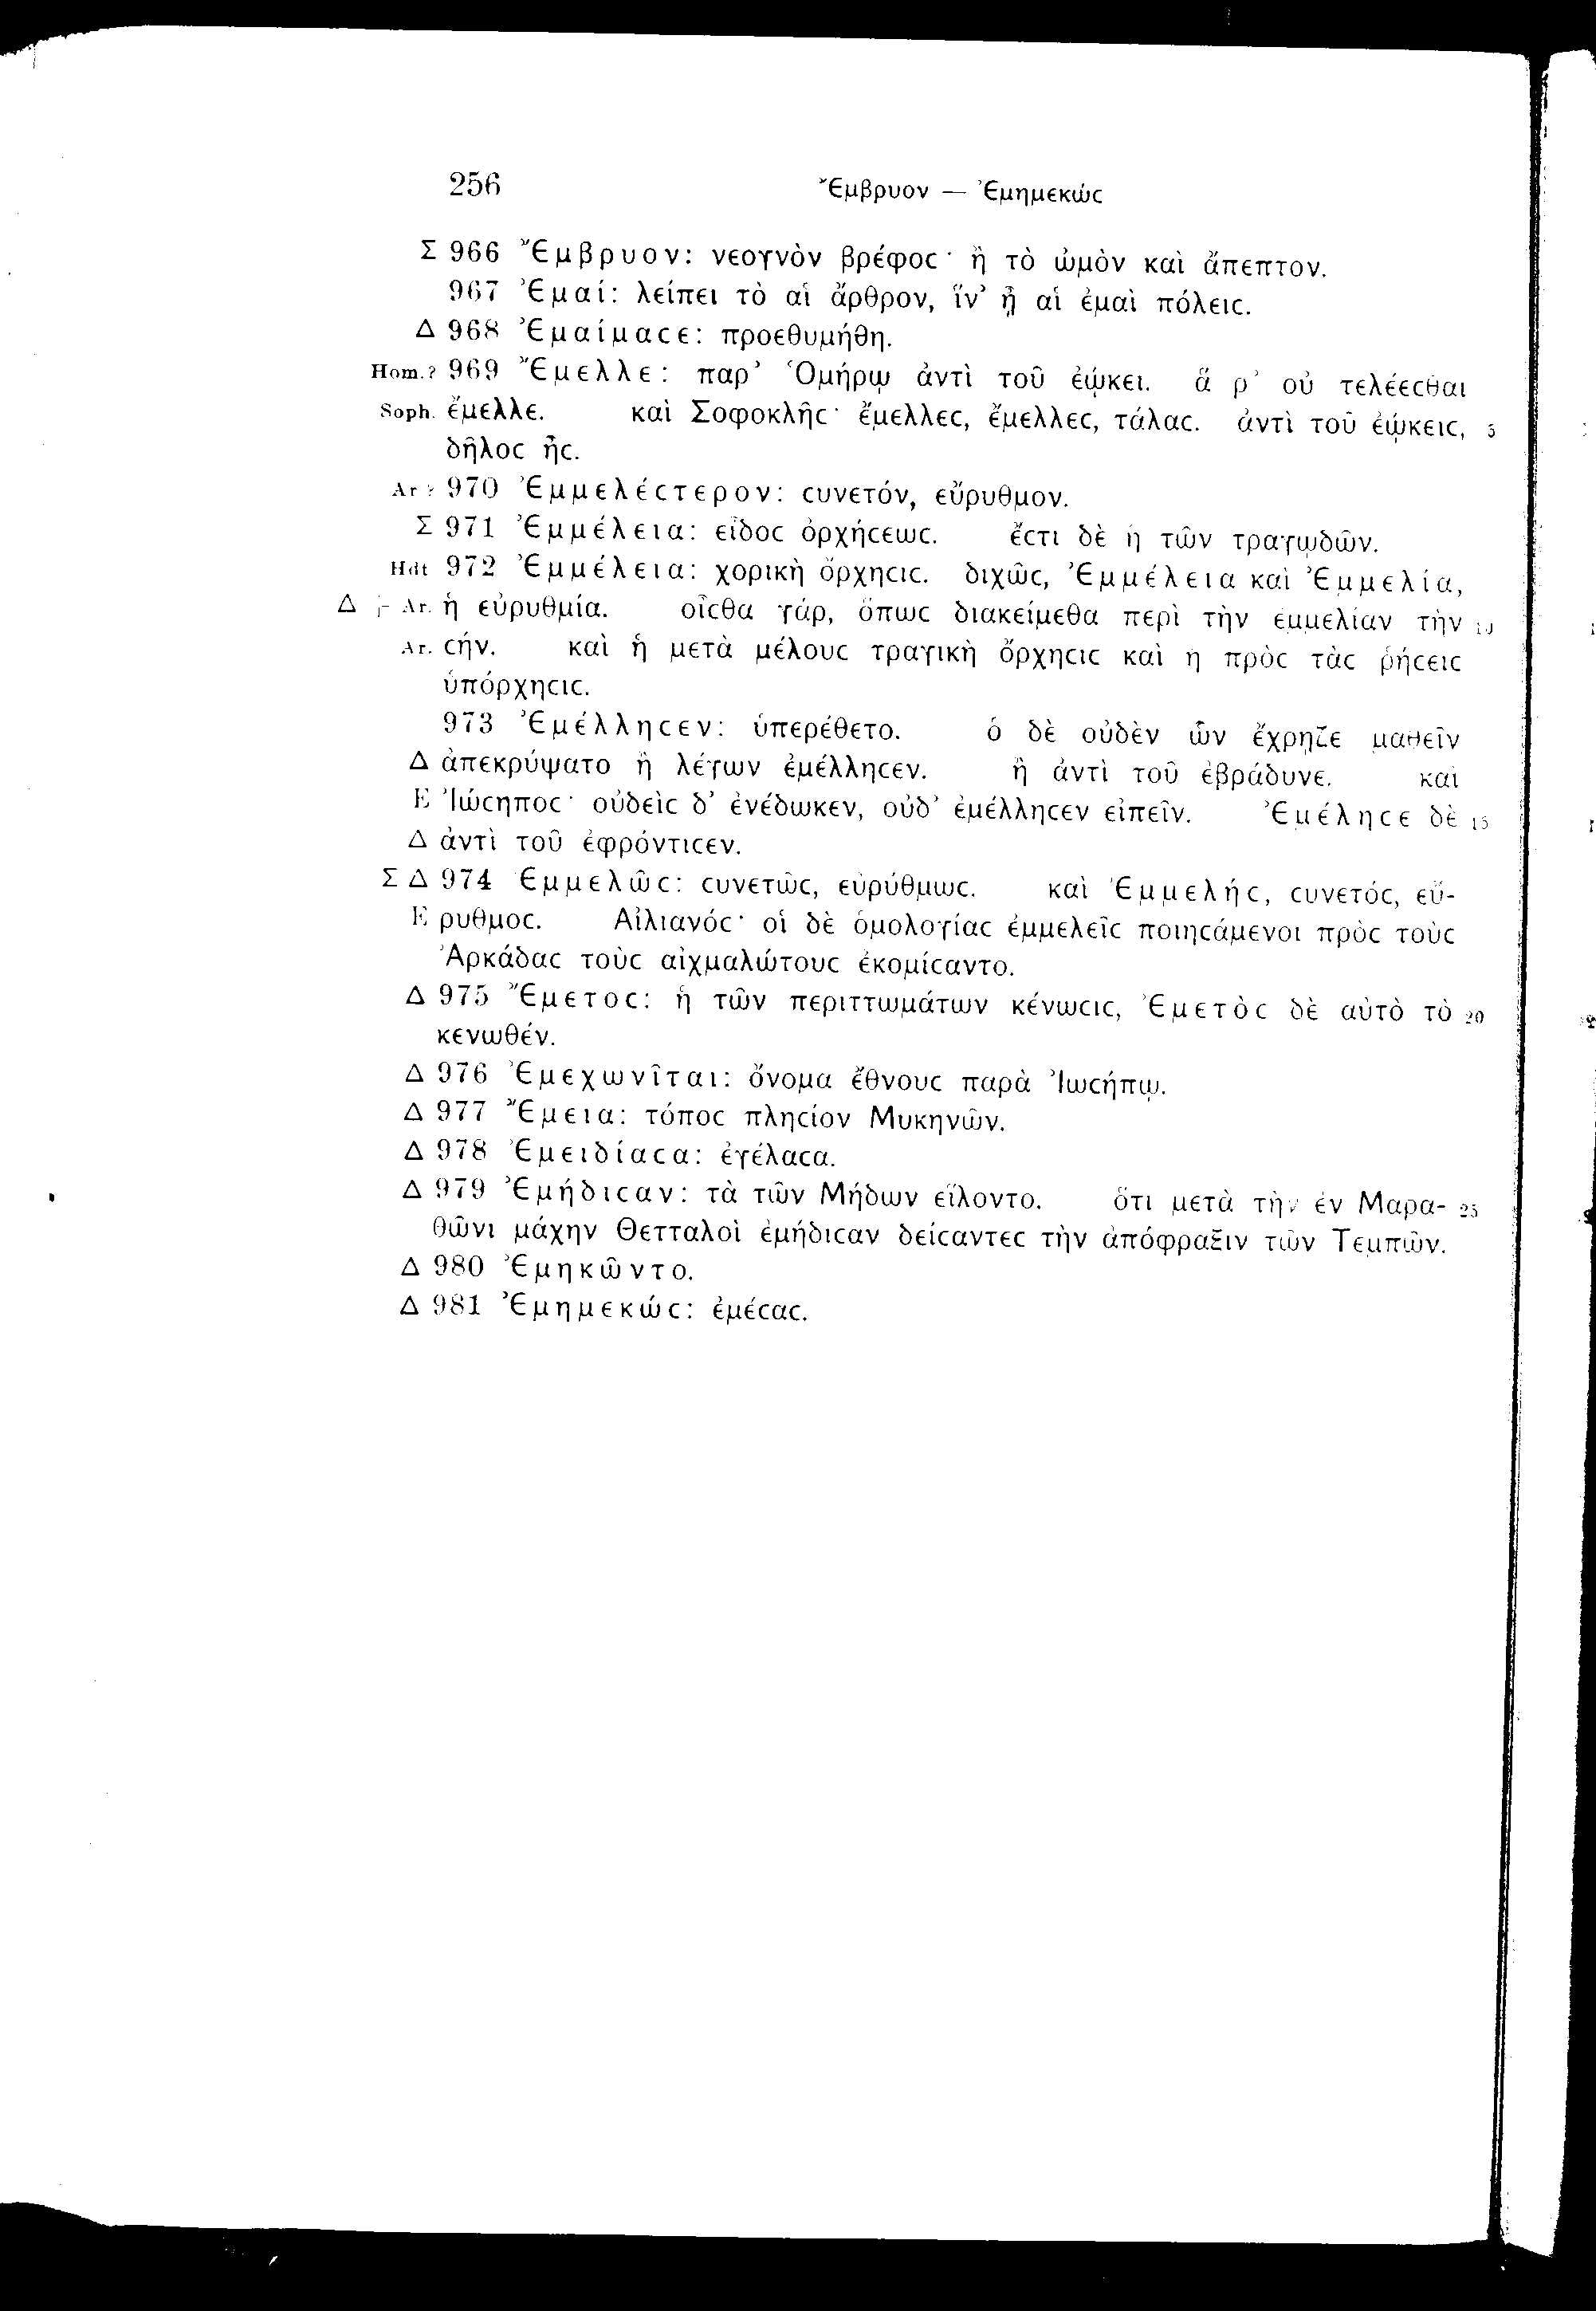 256 Ἔμβρυον — Ἐμημεκώϲ
Σ 966 Ἔμβρυον: νεογνὸν βρέφοϲ· ἢ τὸ ὠμὸν καὶ ἄπεπτον.
967 Ἐμαί: λείπει τὸ αἱ ἄρθρον, ἵν’ ᾖ αἱ ἐμαὶ πόλειϲ.
Δ 968 Ἐμαίμαϲε: προεθυμήθη.
Hom.? 969 Ἔμελλε: παρ’ Ὁμήρῳ ἀντὶ τοῦ ἐῴκει. ἅ ῥ’ οὐ τελέεϲθαι
Soph. ἔμελλε. καὶ Σοφοκλῆϲ· ἔμελλεϲ, ἔμελλεϲ, τάλαϲ. ἀντὶ τοῦ ἐῴκειϲ, 5
δῆλοϲ ἦϲ.
Ar ? 970 Ἐμμελέϲτερον: ϲυνετόν, εὔρυθμον.
Σ 971 Ἐμμέλεια: εἶδοϲ ὀρχήϲεωϲ. ἔϲτι δὲ ἡ τῶν τραγῳδῶν.
Hdt 972 Ἐμμέλεια: χορικὴ ὄρχηϲιϲ. διχῶϲ, Ἐμμέλεια καὶ Ἐμμελία,
Δ Ar. ἡ εὐρυθμία. οἶϲθα γάρ, ὅπωϲ διακείμεθα περὶ τὴν ἐμμελίαν τὴν 10
Ar. ϲήν. καὶ ἡ μετὰ μέλουϲ τραγικὴ ὄρχηϲιϲ καὶ ἡ πρὸϲ τὰϲ ῥήϲειϲ
ὑπόρχηϲιϲ.
973 Ἐμέλληϲεν: ὑπερέθετο. ὁ δὲ οὐδὲν ὧν ἔχρῃζε μαθεῖν
Δ ἀπεκρύψατο ἢ λέγων ἐμέλληϲεν. ἢ ἀντὶ τοῦ ἐβράδυνε. καὶ
E Ἰώϲηποϲ· οὐδεὶϲ δ’ ἐνέδωκεν, οὐδ’ ἐμέλληϲεν εἰπεῖν. Ἐμέληϲε δὲ 15
Δ ἀντὶ τοῦ ἐφρόντιϲεν.
Σ Δ 974 Ἐμμελῶϲ: ϲυνετῶϲ, εὐρύθμωϲ. καὶ Ἐμμελήϲ, ϲυνετόϲ, εὔ-
E ρυθμοϲ. Αἰλιανόϲ· οἱ δὲ ὁμολογίαϲ ἐμμελεῖϲ ποιηϲάμενοι πρὸϲ τοὺϲ
Ἀρκάδαϲ τοὺϲ αἰχμαλώτουϲ ἐκομίϲαντο.
Δ 975 Ἔμετοϲ: ἡ τῶν περιττωμάτων κένωϲιϲ, Ἐμετὸϲ δὲ αὐτὸ τὸ 20
κενωθέν.
Δ 976 Ἐμεχωνῖται: ὄνομα ἔθνουϲ παρὰ Ἰωϲήπῳ.
Δ 977 Ἔμεια: τόποϲ πληϲίον Μυκηνῶν.
Δ 978 Ἐμειδίαϲα: ἐγέλαϲα.
Δ 979 Ἐμήδιϲαν: τὰ τῶν Μήδων εἵλοντο. ὅτι μετὰ τὴν ἐν Μαρα- 25
θῶνι μάχην Θετταλοὶ ἐμήδιϲαν δείϲαντεϲ τὴν ἀπόφραξιν τῶν Τεμπῶν.
Δ 980 Ἐμηκῶντο.
Δ 981 Ἐμημεκώϲ: ἐμέϲαϲ.